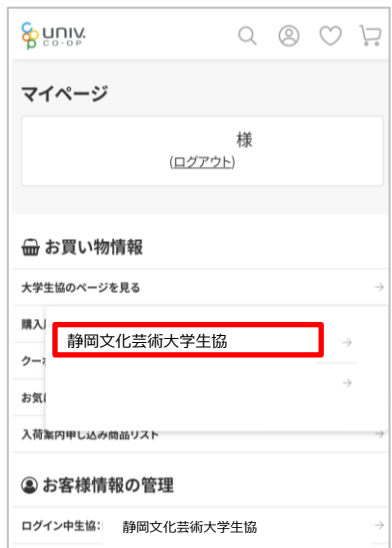 univ.
CO-OP
マイページ
様
(ログアウト)
お買い物情報
大学生協のページを見る
購入
静岡文化芸術大学生協
クー
お気
入荷案内申し込み商品リスト
お客様情報の管理
ログイン中生協:
静岡文化芸術大学生協